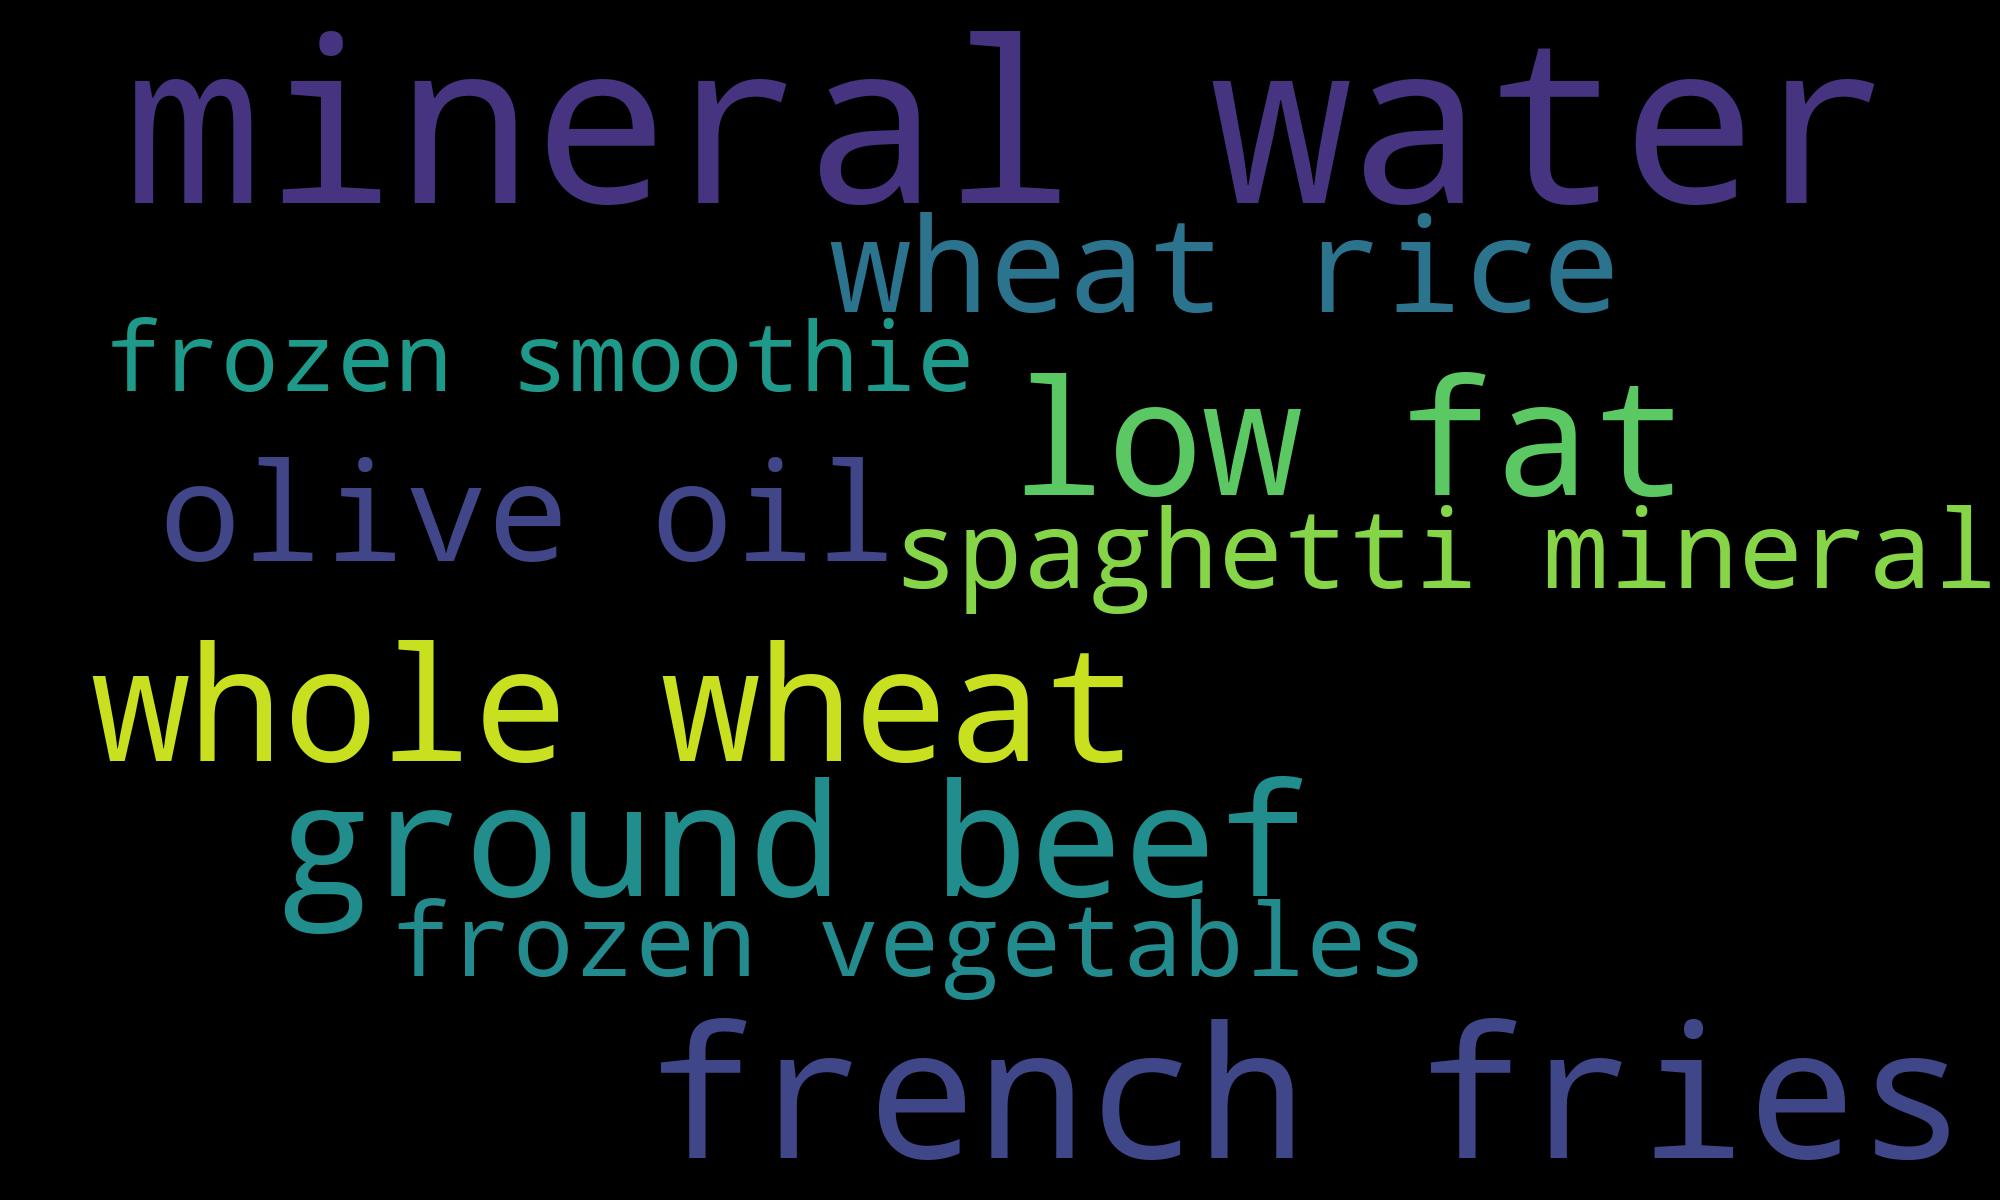 mineral water
wheat rice
frozen smoothie
low fat
olive oil
spaghetti mineral
whole wheat
ground beef
frozen vegetables
french fries